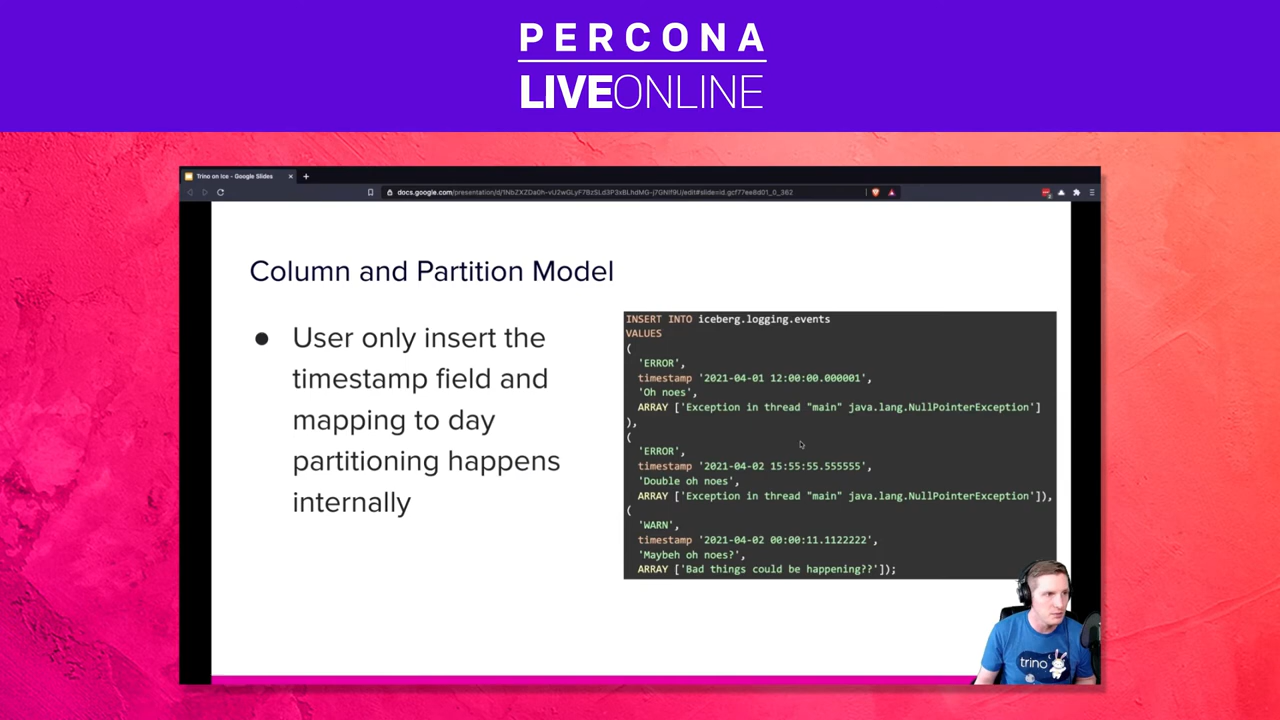 PERCONA
LIVEONLINE
Trino on Ice - Google Slides
Column and Partition Model
● User only insert the
timestamp field and
mapping to day
partitioning happens
internally
INSERT INTO iceberg.logging.events
VALUES
(
'ERROR',
timestamp '2021-04-01 12:00:00.000001',
'Oh noes',
ARRAY ['Exception in thread "main" java.lang.NullPointerException']
),
(
'ERROR',
timestamp '2021-04-02 15:55:55.555555',
'Double oh noes',
ARRAY ['Exception in thread "main" java.lang.NullPointerException']),
(
'WARN',
timestamp '2021-04-02 00:00:11.1122222',
'Maybeh oh noes?',
ARRAY ['Bad things could be happening??']);
trino